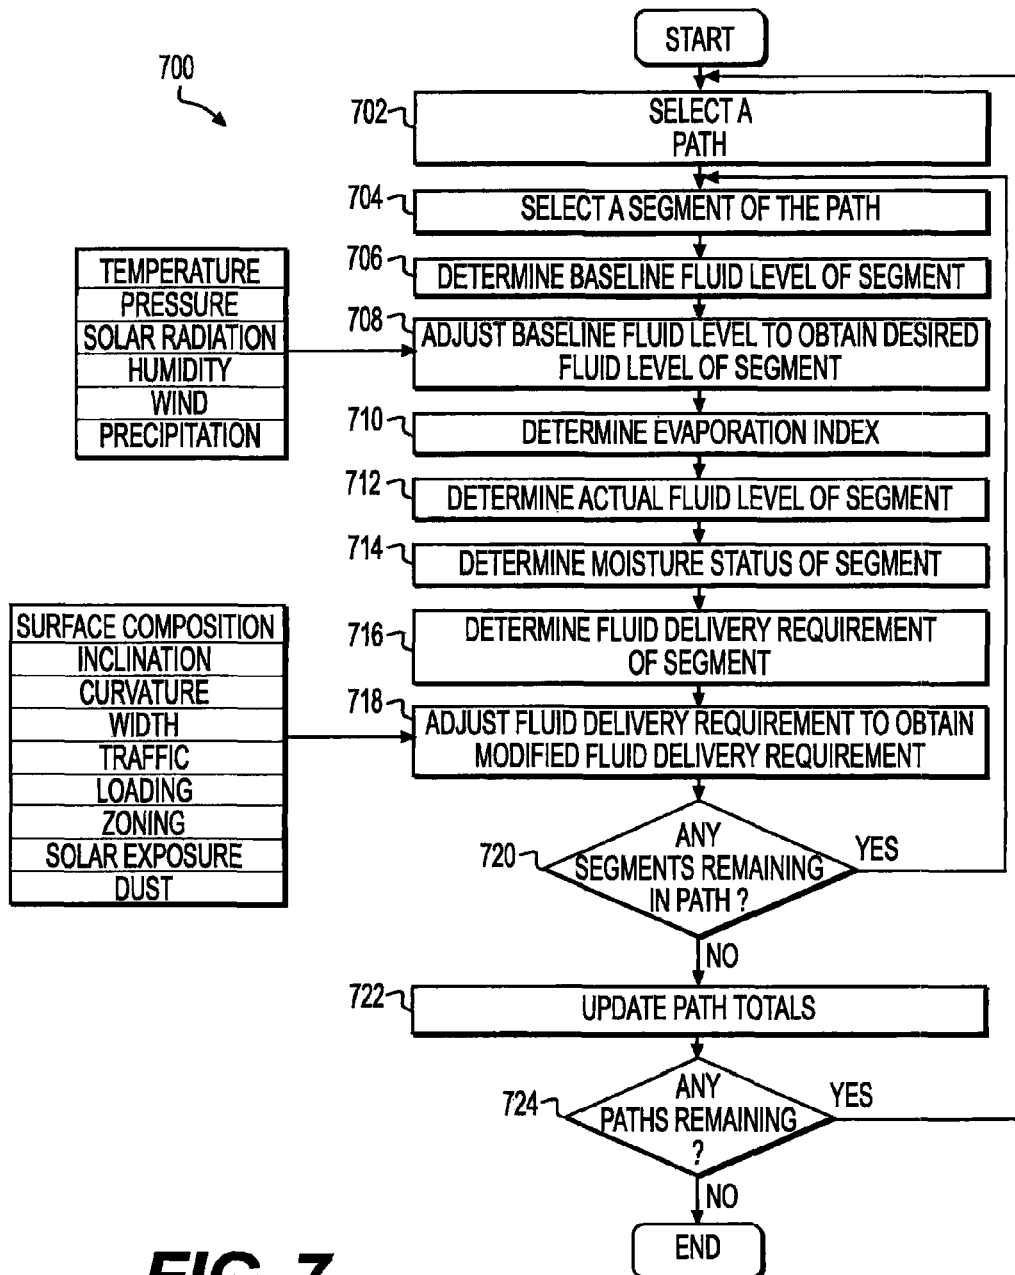 START
700
702
SELECT A
PATH
704
SELECT A SEGMENT OF THE PATH
706
DETERMINE BASELINE FLUID LEVEL OF SEGMENT
TEMPERATURE
PRESSURE
SOLAR RADIATION
HUMIDITY
WIND
PRECIPITATION
708
ADJUST BASELINE FLUID LEVEL TO OBTAIN DESIRED
FLUID LEVEL OF SEGMENT
710
DETERMINE EVAPORATION INDEX
712
DETERMINE ACTUAL FLUID LEVEL OF SEGMENT
714
DETERMINE MOISTURE STATUS OF SEGMENT
716
DETERMINE FLUID DELIVERY REQUIREMENT
OF SEGMENT
SURFACE COMPOSITION
INCLINATION
CURVATURE
WIDTH
TRAFFIC
LOADING
ZONING
SOLAR EXPOSURE
DUST
718
ADJUST FLUID DELIVERY REQUIREMENT TO OBTAIN
MODIFIED FLUID DELIVERY REQUIREMENT
720
ANY
SEGMENTS REMAINING
IN PATH ?
YES
NO
722
UPDATE PATH TOTALS
724
ANY
PATHS REMAINING
?
YES
NO
END
FIG. 7